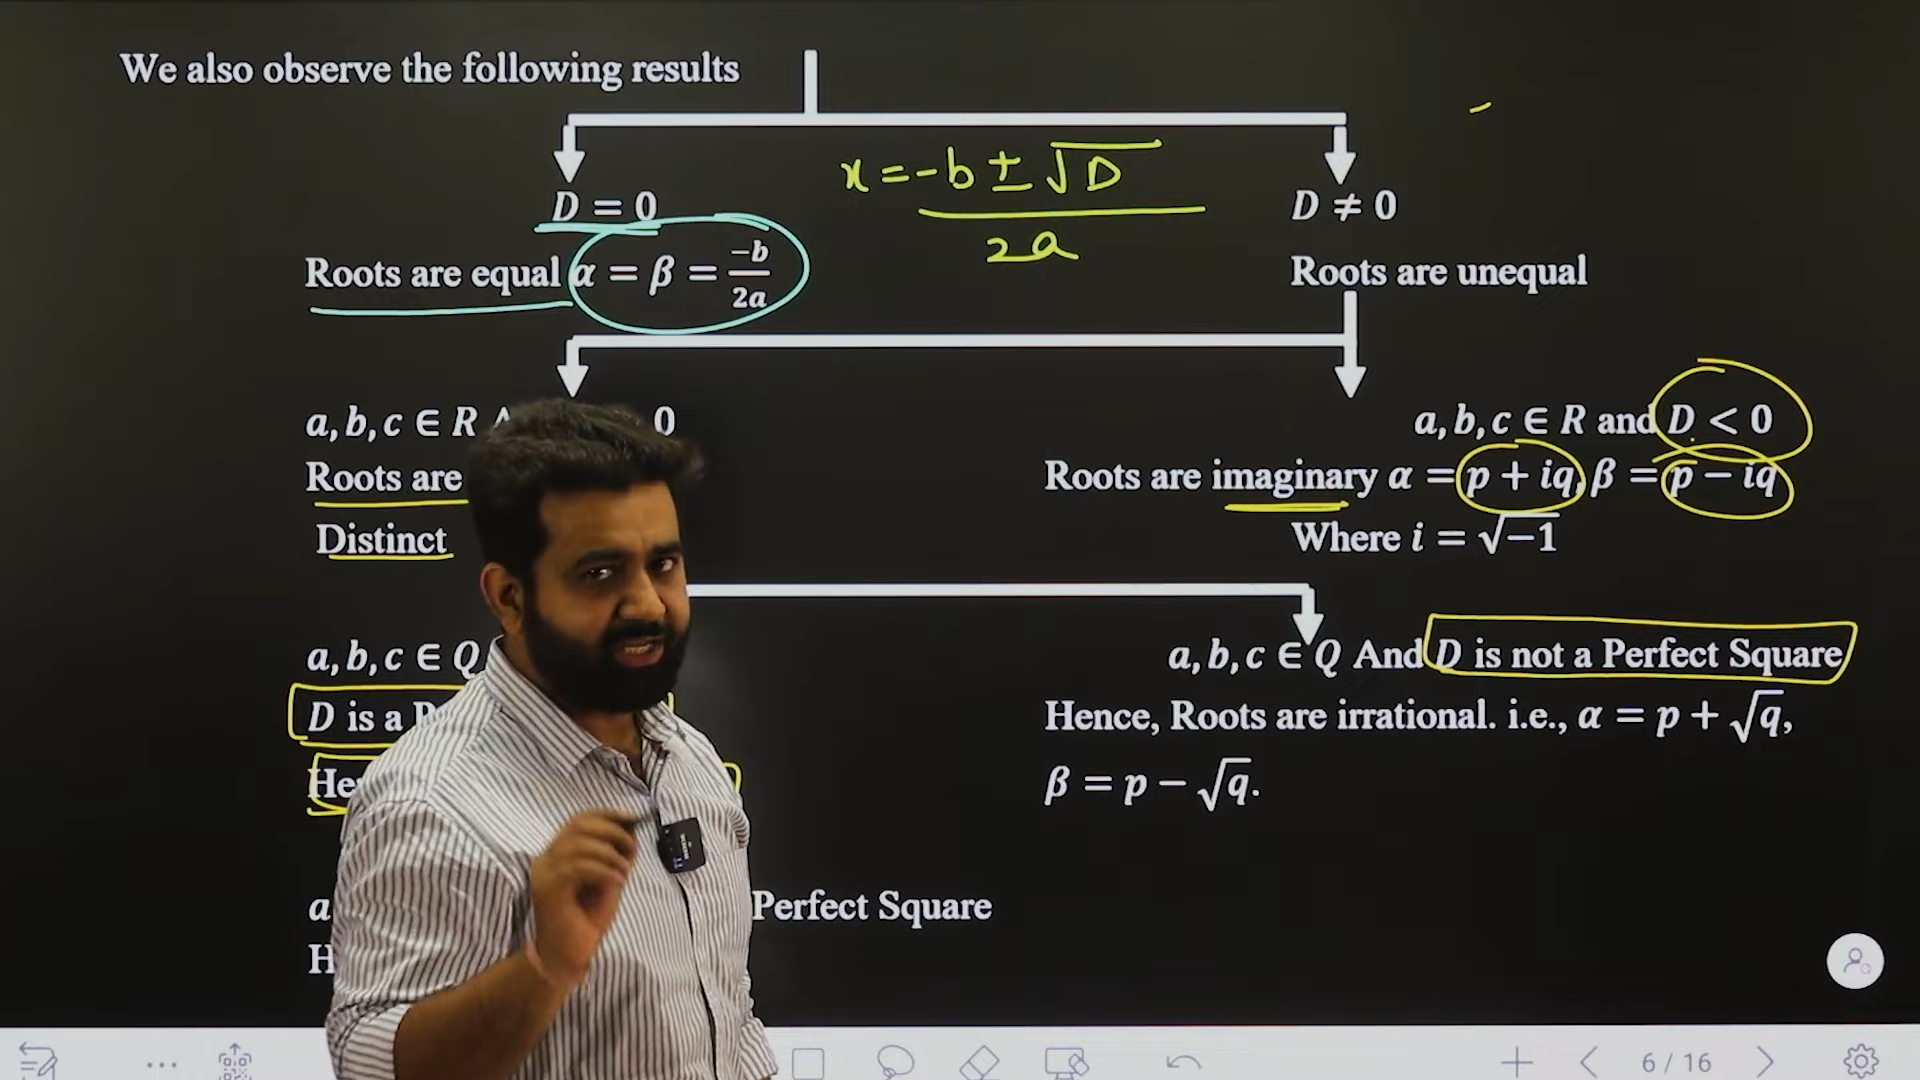 We also observe the following results
x = -b ± √D
2a
D = 0
D ≠ 0
Roots are equal α = β = -b/2a
Roots are unequal
a, b, c ∈ R 0
a, b, c ∈ R and D < 0
Roots are
Roots are imaginary α = p + iq, β = p − iq
Distinct
Where i = √−1
a, b, c ∈ Q
a, b, c ∈ Q And D is not a Perfect Square
D is a
Hence, Roots are irrational. i.e., α = p + √q,
β = p − √q.
a Perfect Square
6 / 16